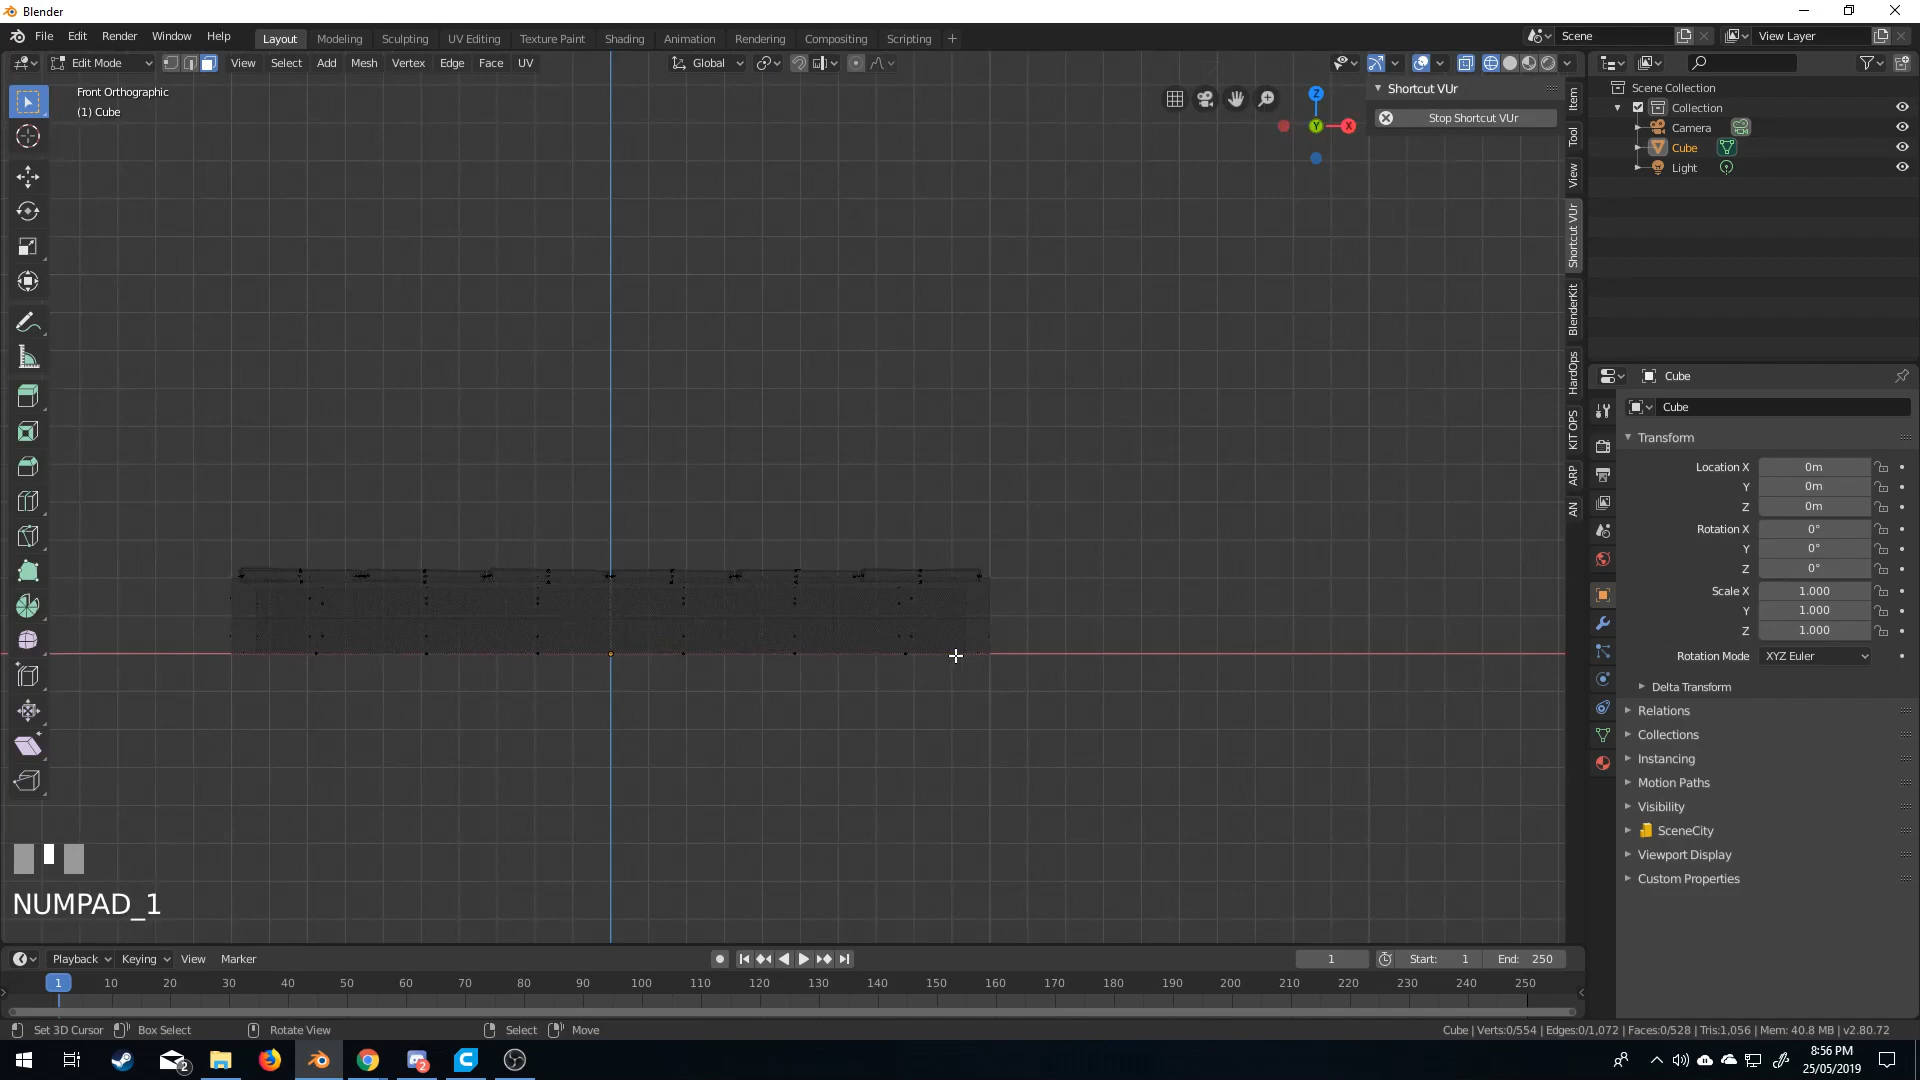 Blender
File Edit Render Window Help
Layout Modeling Sculpting UV Editing Texture Paint Shading Animation Rendering Compositing Scripting +
Scene
View Layer
Edit Mode
View Select Add Mesh Vertex Edge Face UV
Global
Front Orthographic
(1) Cube
Z
Y
X
Shortcut VUr
Stop Shortcut VUr
Item
Tool
View
Shortcut VUr
BlenderKit
HardOps
KIT OPS
ARP
AN
Scene Collection
Collection
Camera
Cube
Light
Cube
Cube
Transform
Location X 0m
Y 0m
Z 0m
Rotation X 0°
Y 0°
Z 0°
Scale X 1.000
Y 1.000
Z 1.000
Rotation Mode XYZ Euler
Delta Transform
Relations
Collections
Instancing
Motion Paths
Visibility
SceneCity
Viewport Display
Custom Properties
NUMPAD_1
Playback Keying View Marker
1
Start: 1
End: 250
1 10 20 30 40 50 60 70 80 90 100 110 120 130 140 150 160 170 180 190 200 210 220 230 240 250
Set 3D Cursor Box Select Rotate View Select Move
Cube | Verts:0/554 | Edges:0/1,072 | Faces:0/528 | Tris:1,056 | Mem: 40.8 MB | v2.80.72
2
2
8:56 PM
25/05/2019